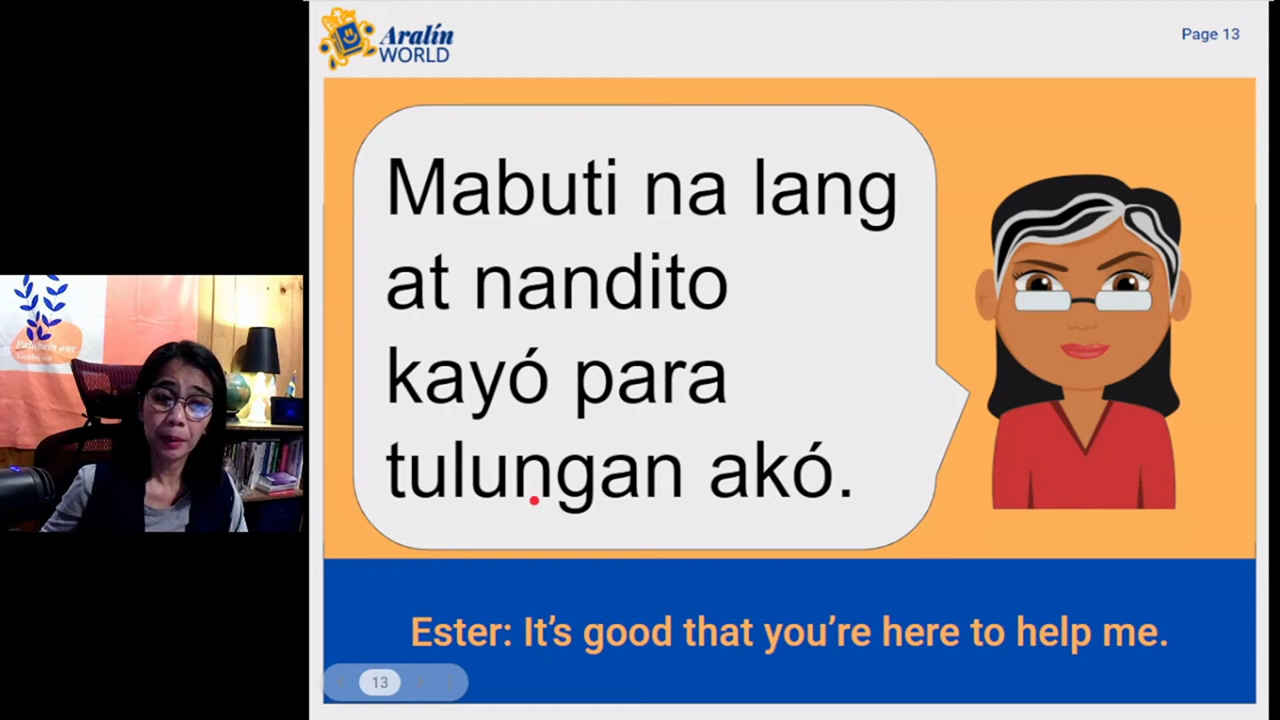 Aralín
WORLD
Page 13
Mabuti na lang
at nandito
kayó para
tulungan akó.
Ester: It's good that you're here to help me.
13